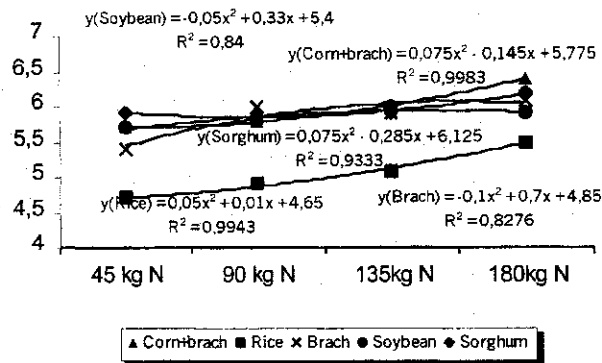 7
6,5
6
5,5
5
4,5
4
y(Soybean) = -0,05x² + 0,33x + 5,4
R² = 0,84
y(Corn+brach) = 0,075x² - 0,145x + 5,775
R² = 0,9983
y(Sorghum) = 0,075x² - 0,285x + 6,125
R² = 0,9333
y(Rice) = 0,05x² + 0,01x + 4,65
R² = 0,9943
y(Brach) = -0,1x² + 0,7x + 4,85
R² = 0,8276
45 kg N 90 kg N 135kg N 180kg N
Corn+brach Rice Brach Soybean Sorghum